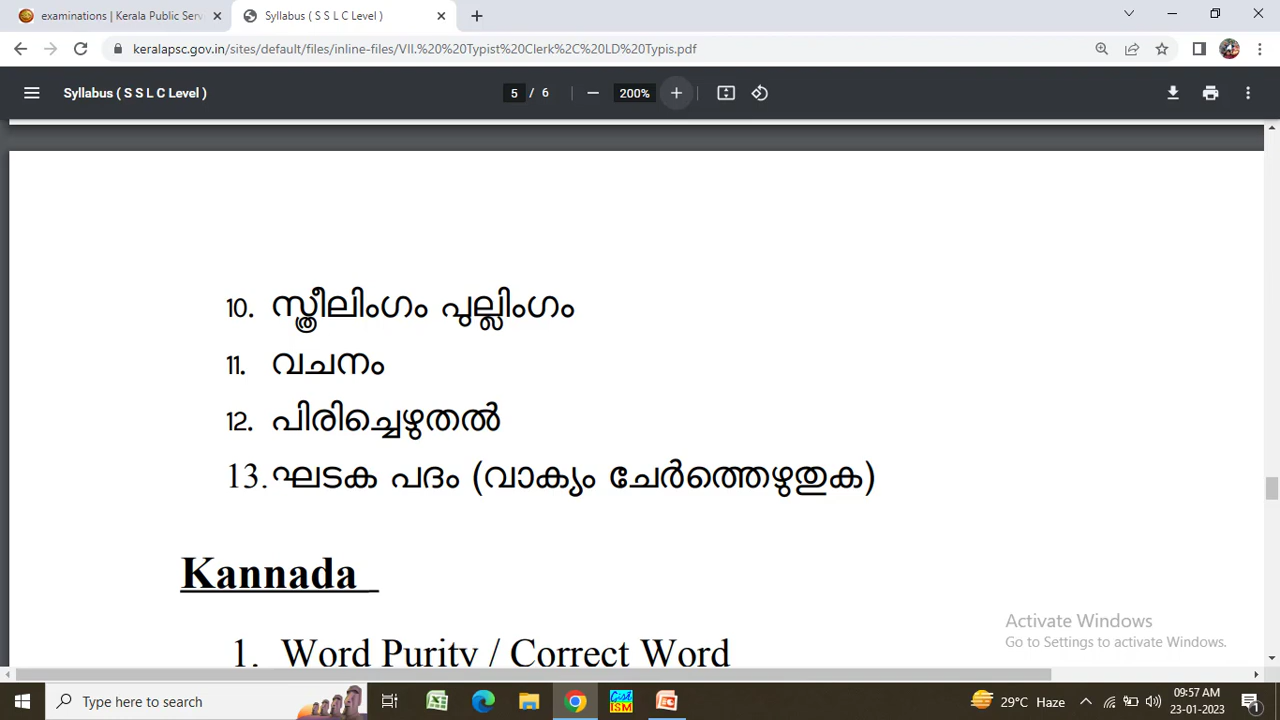 examinations | Kerala Public Serv
Syllabus ( S S L C Level )
keralapsc.gov.in/sites/default/files/inline-files/VII.%20%20Typist%20Clerk%2C%20LD%20Typis.pdf
Syllabus ( S S L C Level )
5 / 6
200%
10. സ്ത്രീലിംഗം പുല്ലിംഗം
11. വചനം
12. പിരിച്ചെഴുതൽ
13.ഘടക പദം (വാക്യം ചേർത്തെഴുതുക)
Kannada
1. Word Purity / Correct Word
Activate Windows
Go to Settings to activate Windows.
Type here to search
29°C Haze
09:57 AM
23-01-2023